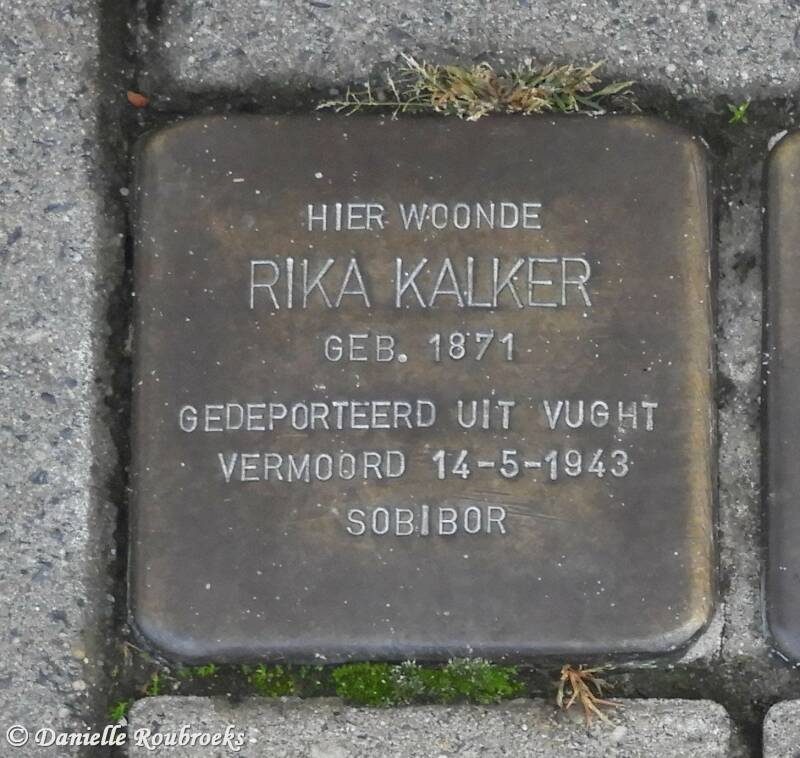 HIER WOONDE
RIKA KALKER
GEB. 1871
GEDEPORTEERD UIT VUGHT
VERMOORD 14-5-1943
SOBIBOR
© Danielle Roubroeks